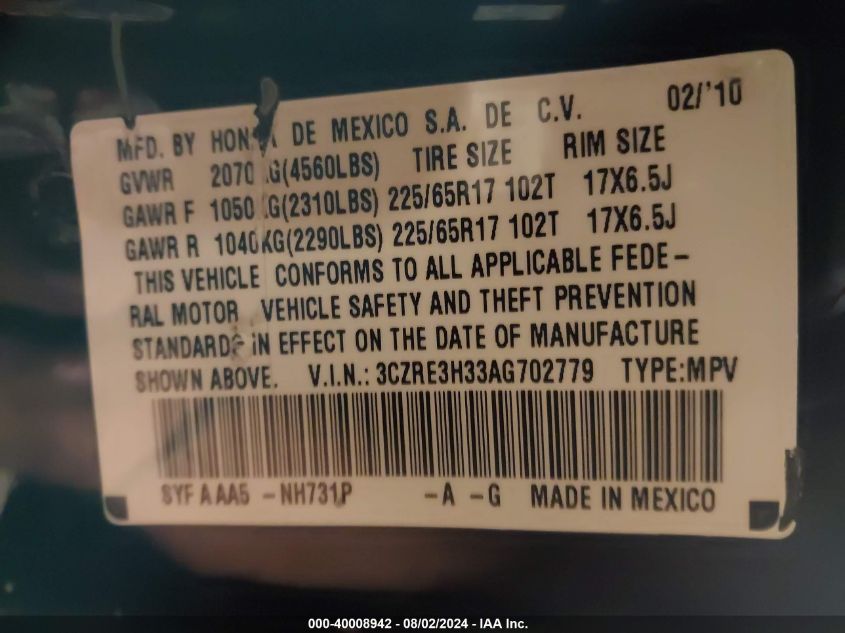 MFD. BY HONDA DE MEXICO S.A. DE C.V. 02/'10
GVWR 2070KG(4560LBS) TIRE SIZE RIM SIZE
GAWR F 1050KG(2310LBS) 225/65R17 102T 17X6.5J
GAWR R 1040KG(2290LBS) 225/65R17 102T 17X6.5J
THIS VEHICLE CONFORMS TO ALL APPLICABLE FEDE-
RAL MOTOR VEHICLE SAFETY AND THEFT PREVENTION
STANDARDS IN EFFECT ON THE DATE OF MANUFACTURE
SHOWN ABOVE. V.I.N.: 3CZRE3H33AG702779 TYPE:MPV
SYF A AA5 -NH731P -A -G MADE IN MEXICO
000-40008942 - 08/02/2024 - IAA Inc.